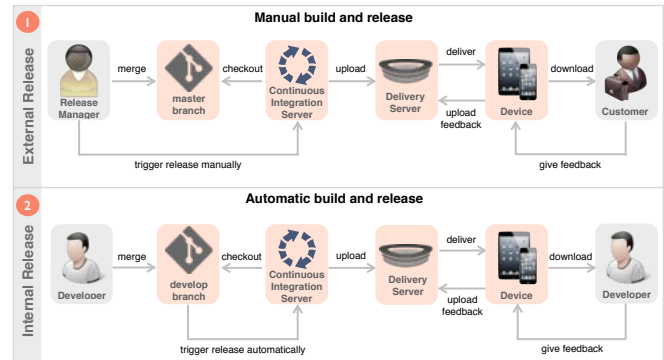 1
Manual build and release
External Release
merge
checkout
upload
deliver
download
Release
Manager
master
branch
Continuous
Integration
Server
Delivery
Server
upload
feedback
Device
Customer
trigger release manually
give feedback
2
Automatic build and release
Internal Release
merge
checkout
upload
deliver
download
Developer
develop
branch
Continuous
Integration
Server
Delivery
Server
upload
feedback
Device
Developer
trigger release automatically
give feedback